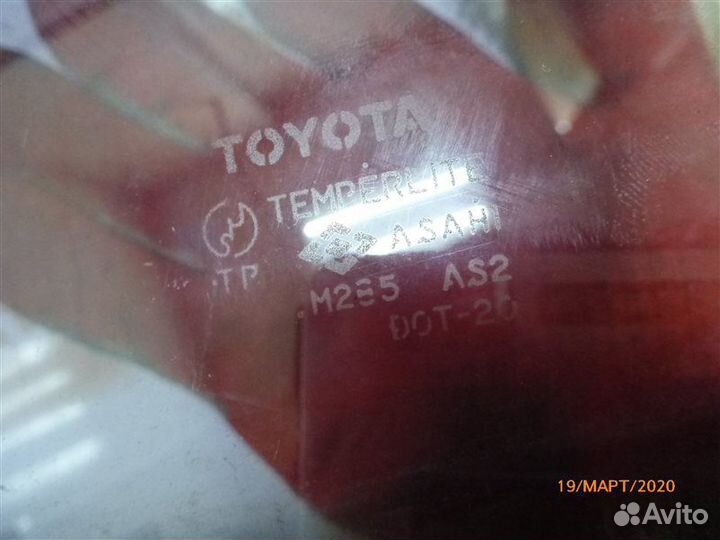 TOYOTA
TEMPERLITE
ASAHI
TP
M2E5 AS2
DOT-20
19/МАРТ/2020
Avito